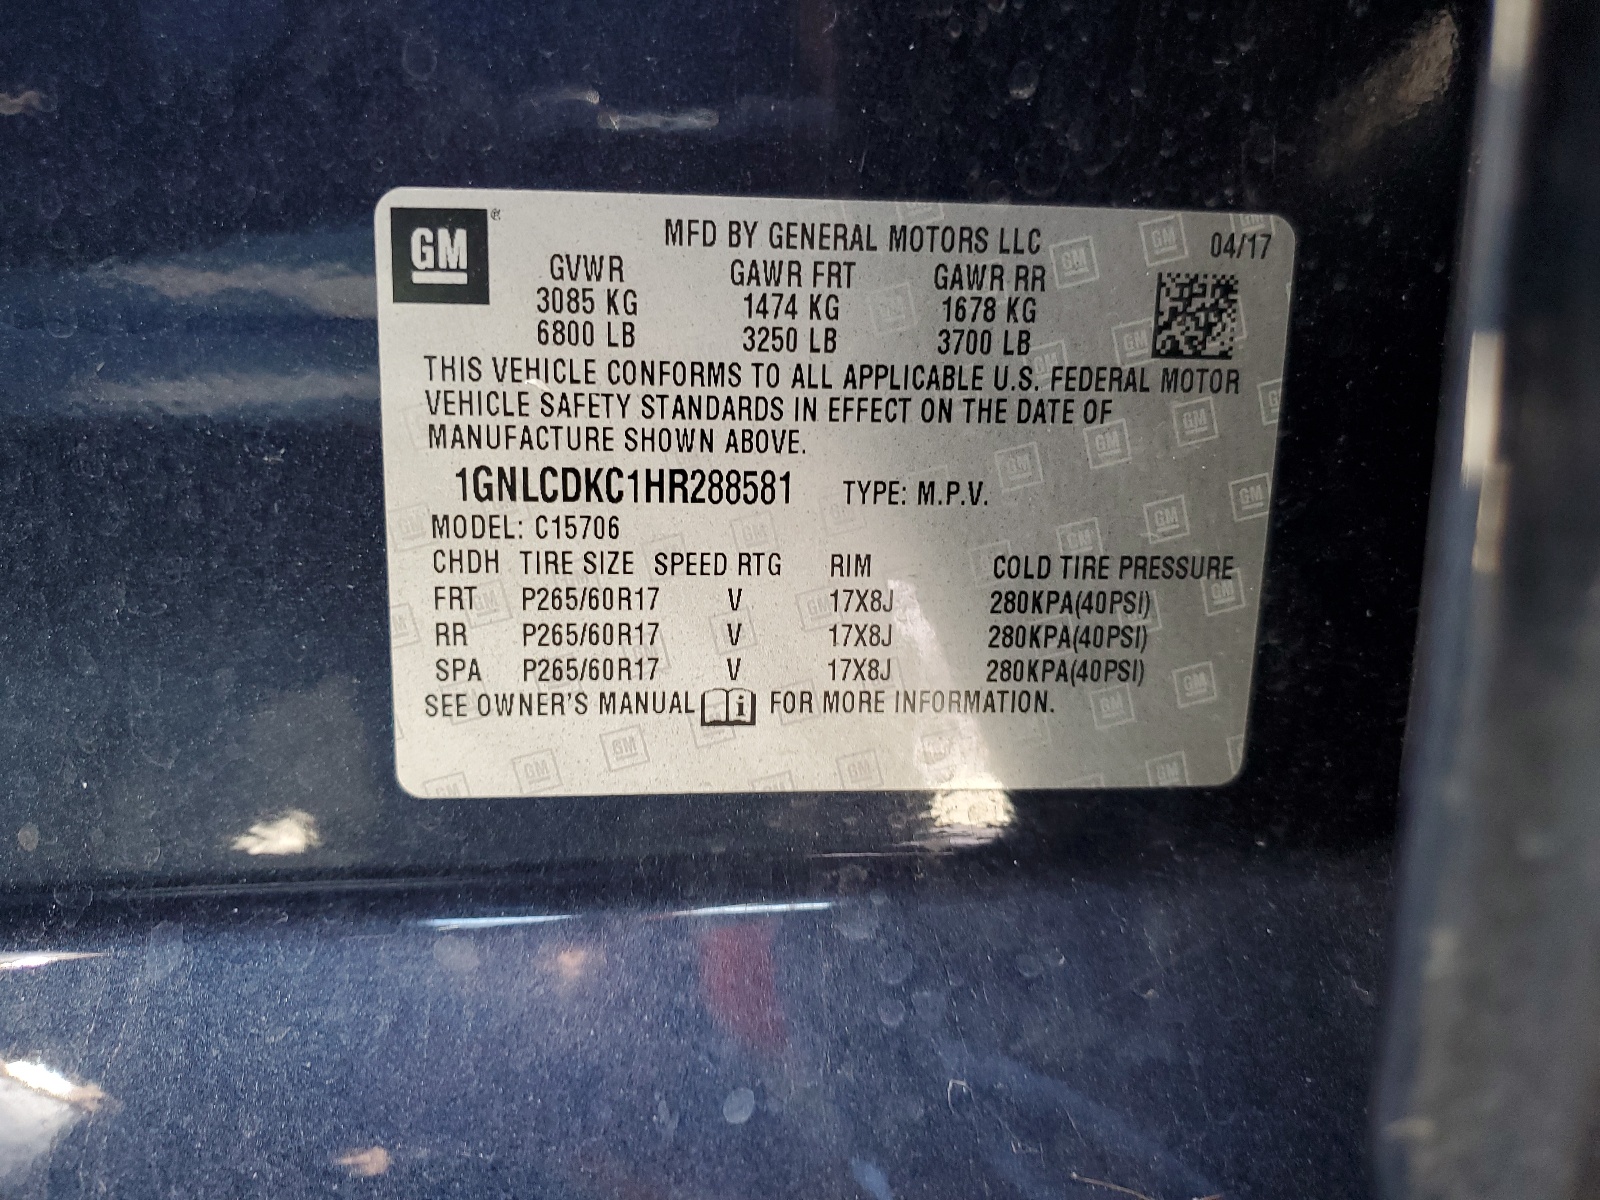 GM
MFD BY GENERAL MOTORS LLC 04/17
GVWR GAWR FRT GAWR RR
3085 KG 1474 KG 1678 KG
6800 LB 3250 LB 3700 LB
THIS VEHICLE CONFORMS TO ALL APPLICABLE U.S. FEDERAL MOTOR
VEHICLE SAFETY STANDARDS IN EFFECT ON THE DATE OF
MANUFACTURE SHOWN ABOVE.
1GNLCDKC1HR288581 TYPE: M.P.V.
MODEL: C15706
CHDH TIRE SIZE SPEED RTG RIM COLD TIRE PRESSURE
FRT P265/60R17 V 17X8J 280KPA(40PSI)
RR P265/60R17 V 17X8J 280KPA(40PSI)
SPA P265/60R17 V 17X8J 280KPA(40PSI)
SEE OWNER'S MANUAL i FOR MORE INFORMATION.